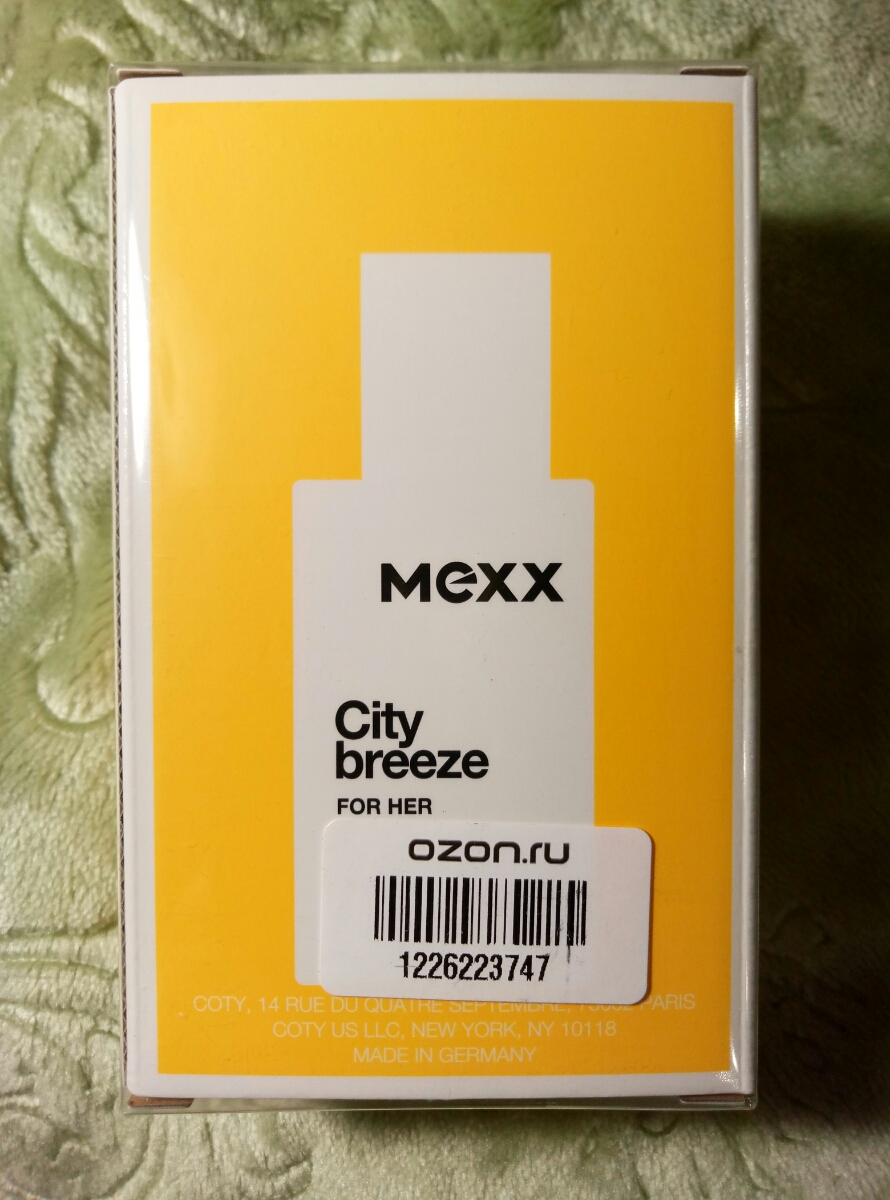 Mexx
City
breeze
FOR HER
ozon.ru
1226223747
COTY, 14 RUE DU QUATRE SEPTEMBRE, PARIS
COTY US LLC, NEW YORK, NY 10118
MADE IN GERMANY